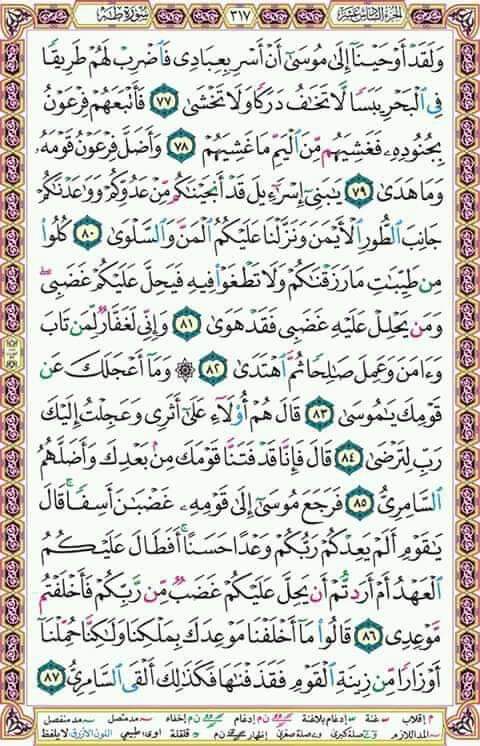 الجزء السادس عشر ٣١٧ سورة طه
وَلَقَدْ أَوْحَيْنَآ إِلَىٰ مُوسَىٰٓ أَنْ أَسْرِ بِعِبَادِى فَٱضْرِبْ لَهُمْ طَرِيقًا
فِى ٱلْبَحْرِ يَبَسًا لَّا تَخَٰفُ دَرَكًا وَلَا تَخْشَىٰ ٧٧ فَأَتْبَعَهُمْ فِرْعَوْنُ
بِجُنُودِهِۦ فَغَشِيَهُم مِّنَ ٱلْيَمِّ مَا غَشِيَهُمْ ٧٨ وَأَضَلَّ فِرْعَوْنُ قَوْمَهُۥ
وَمَا هَدَىٰ ٧٩ يَٰبَنِىٓ إِسْرَٰٓءِيلَ قَدْ أَنجَيْنَٰكُم مِّنْ عَدُوِّكُمْ وَوَٰعَدْنَٰكُمْ
جَانِبَ ٱلطُّورِ ٱلْأَيْمَنَ وَنَزَّلْنَا عَلَيْكُمُ ٱلْمَنَّ وَٱلسَّلْوَىٰ ٨٠ كُلُوا۟
مِن طَيِّبَٰتِ مَا رَزَقْنَٰكُمْ وَلَا تَطْغَوْا۟ فِيهِ فَيَحِلَّ عَلَيْكُمْ غَضَبِى ۖ
وَمَن يَحْلِلْ عَلَيْهِ غَضَبِى فَقَدْ هَوَىٰ ٨١ وَإِنِّى لَغَفَّارٌ لِّمَن تَابَ
وَءَامَنَ وَعَمِلَ صَٰلِحًا ثُمَّ ٱهْتَدَىٰ ٨٢ ۞ وَمَآ أَعْجَلَكَ عَن
قَوْمِكَ يَٰمُوسَىٰ ٨٣ قَالَ هُمْ أُو۟لَآءِ عَلَىٰٓ أَثَرِى وَعَجِلْتُ إِلَيْكَ
رَبِّ لِتَرْضَىٰ ٨٤ قَالَ فَإِنَّا قَدْ فَتَنَّا قَوْمَكَ مِنۢ بَعْدِكَ وَأَضَلَّهُمُ
ٱلسَّامِرِىُّ ٨٥ فَرَجَعَ مُوسَىٰٓ إِلَىٰ قَوْمِهِۦ غَضْبَٰنَ أَسِفًا ۚ قَالَ
يَٰقَوْمِ أَلَمْ يَعِدْكُمْ رَبُّكُمْ وَعْدًا حَسَنًا ۚ أَفَطَالَ عَلَيْكُمُ
ٱلْعَهْدُ أَمْ أَرَدتُّمْ أَن يَحِلَّ عَلَيْكُمْ غَضَبٌ مِّن رَّبِّكُمْ فَأَخْلَفْتُم
مَّوْعِدِى ٨٦ قَالُوا۟ مَآ أَخْلَفْنَا مَوْعِدَكَ بِمَلْكِنَا وَلَٰكِنَّا حُمِّلْنَآ
أَوْزَارًا مِّن زِينَةِ ٱلْقَوْمِ فَقَذَفْنَٰهَا فَكَذَٰلِكَ أَلْقَى ٱلسَّامِرِىُّ ٨٧
م إقلاب غنة إدغام بلاغنة ن م إدغام ن م إخفاء مد متصل مد منفصل
المد اللازم صلة كبرى صلة صغرى إظهار ن م قلقلة اوى: طبيعي اللون الأزرق لا يلفظ